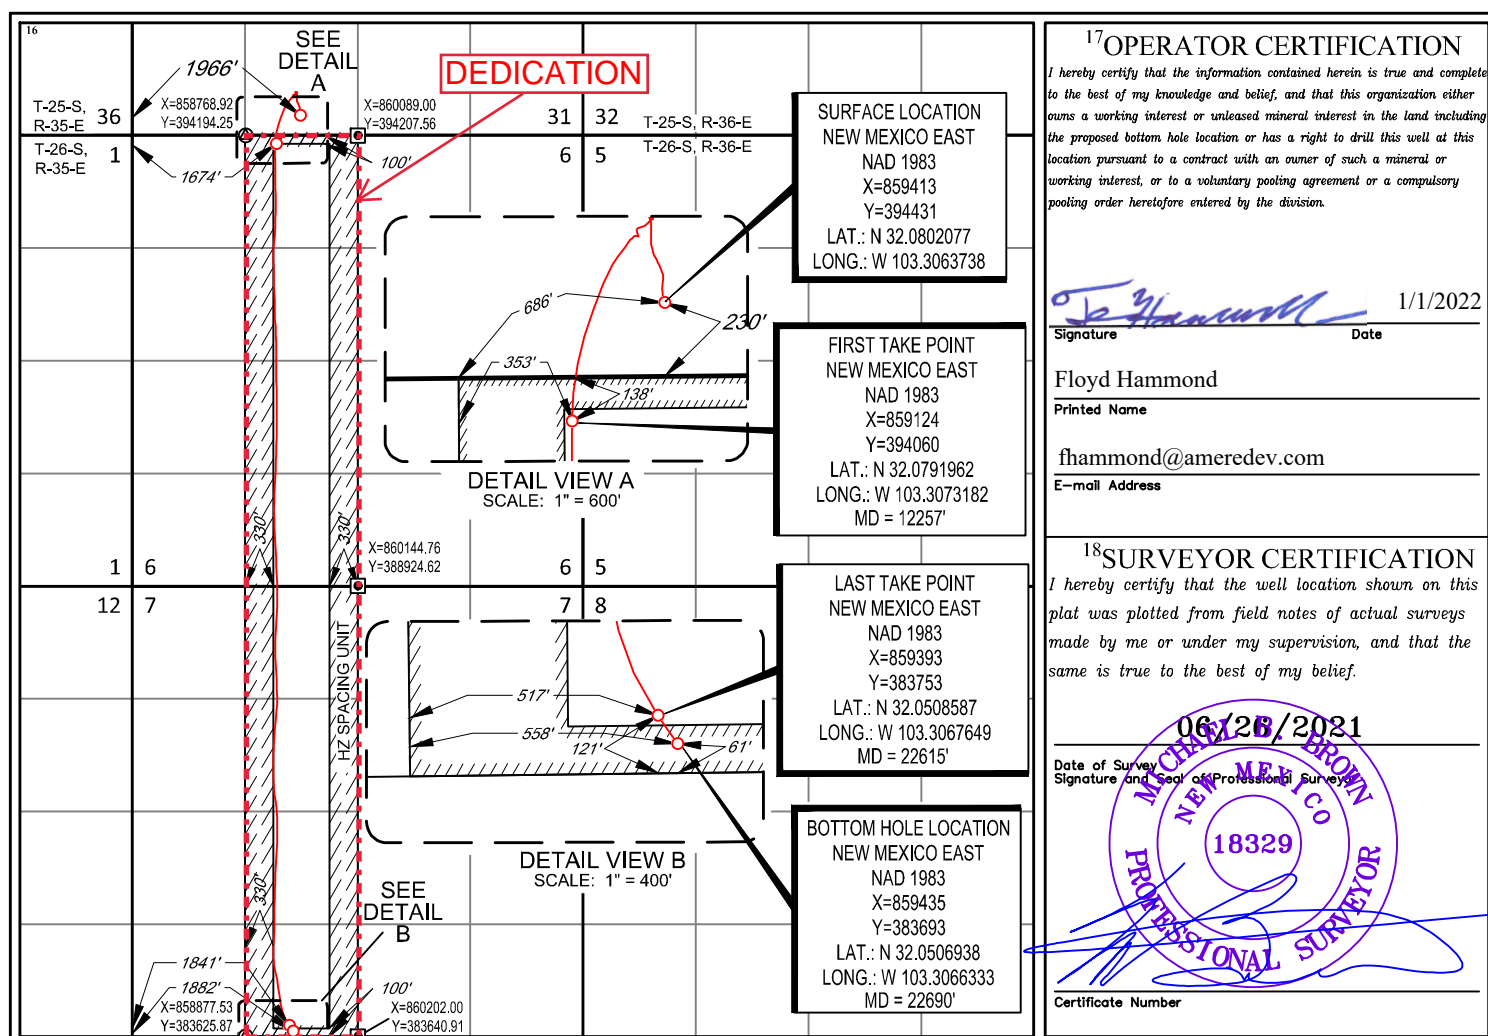 16
SEE
DETAIL
A
1966'
DEDICATION
T-25-S,
R-35-E
36
X=858768.92
Y=394194.25
X=860089.00
Y=394207.56
31 32
T-25-S, R-36-E
T-26-S,
R-35-E
1
6 5
T-26-S, R-36-E
1674'
100'
SURFACE LOCATION
NEW MEXICO EAST
NAD 1983
X=859413
Y=394431
LAT.: N 32.0802077
LONG.: W 103.3063738
686'
230'
353'
138'
DETAIL VIEW A
SCALE: 1" = 600'
FIRST TAKE POINT
NEW MEXICO EAST
NAD 1983
X=859124
Y=394060
LAT.: N 32.0791962
LONG.: W 103.3073182
MD = 12257'
330'
330'
X=860144.76
Y=388924.62
1 6
6 5
12 7
7 8
HZ SPACING UNIT
LAST TAKE POINT
NEW MEXICO EAST
NAD 1983
X=859393
Y=383753
LAT.: N 32.0508587
LONG.: W 103.3067649
MD = 22615'
517'
558'
121'
61'
DETAIL VIEW B
SCALE: 1" = 400'
BOTTOM HOLE LOCATION
NEW MEXICO EAST
NAD 1983
X=859435
Y=383693
LAT.: N 32.0506938
LONG.: W 103.3066333
MD = 22690'
330'
SEE
DETAIL
B
1841'
1882'
100'
X=858877.53
Y=383625.87
X=860202.00
Y=383640.91
17OPERATOR CERTIFICATION
I hereby certify that the information contained herein is true and complete
to the best of my knowledge and belief, and that this organization either
owns a working interest or unleased mineral interest in the land including
the proposed bottom hole location or has a right to drill this well at this
location pursuant to a contract with an owner of such a mineral or
working interest, or to a voluntary pooling agreement or a compulsory
pooling order heretofore entered by the division.
1/1/2022
Signature Date
Floyd Hammond
Printed Name
fhammond@ameredev.com
E-mail Address
18SURVEYOR CERTIFICATION
I hereby certify that the well location shown on this
plat was plotted from field notes of actual surveys
made by me or under my supervision, and that the
same is true to the best of my belief.
06/26/2021
Date of Survey
Signature and Seal of Professional Surveyor
MICHAEL B. BROWN
NEW MEXICO
18329
PROFESSIONAL SURVEYOR
Certificate Number